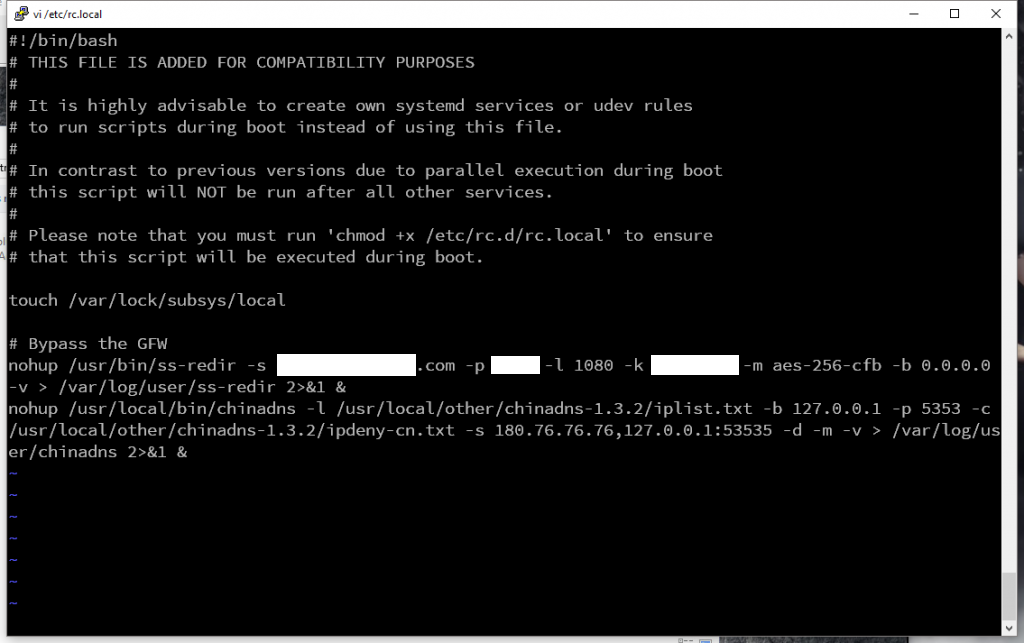 vi /etc/rc.local
#!/bin/bash
# THIS FILE IS ADDED FOR COMPATIBILITY PURPOSES
#
# It is highly advisable to create own systemd services or udev rules
# to run scripts during boot instead of using this file.
#
# In contrast to previous versions due to parallel execution during boot
# this script will NOT be run after all other services.
#
# Please note that you must run 'chmod +x /etc/rc.d/rc.local' to ensure
# that this script will be executed during boot.
touch /var/lock/subsys/local
# Bypass the GFW
nohup /usr/bin/ss-redir -s .com -p -l 1080 -k -m aes-256-cfb -b 0.0.0.0
-v > /var/log/user/ss-redir 2>&1 &
nohup /usr/local/bin/chinadns -l /usr/local/other/chinadns-1.3.2/iplist.txt -b 127.0.0.1 -p 5353 -c
/usr/local/other/chinadns-1.3.2/ipdeny-cn.txt -s 180.76.76.76,127.0.0.1:53535 -d -m -v > /var/log/us
er/chinadns 2>&1 &
~
~
~
~
~
~
~